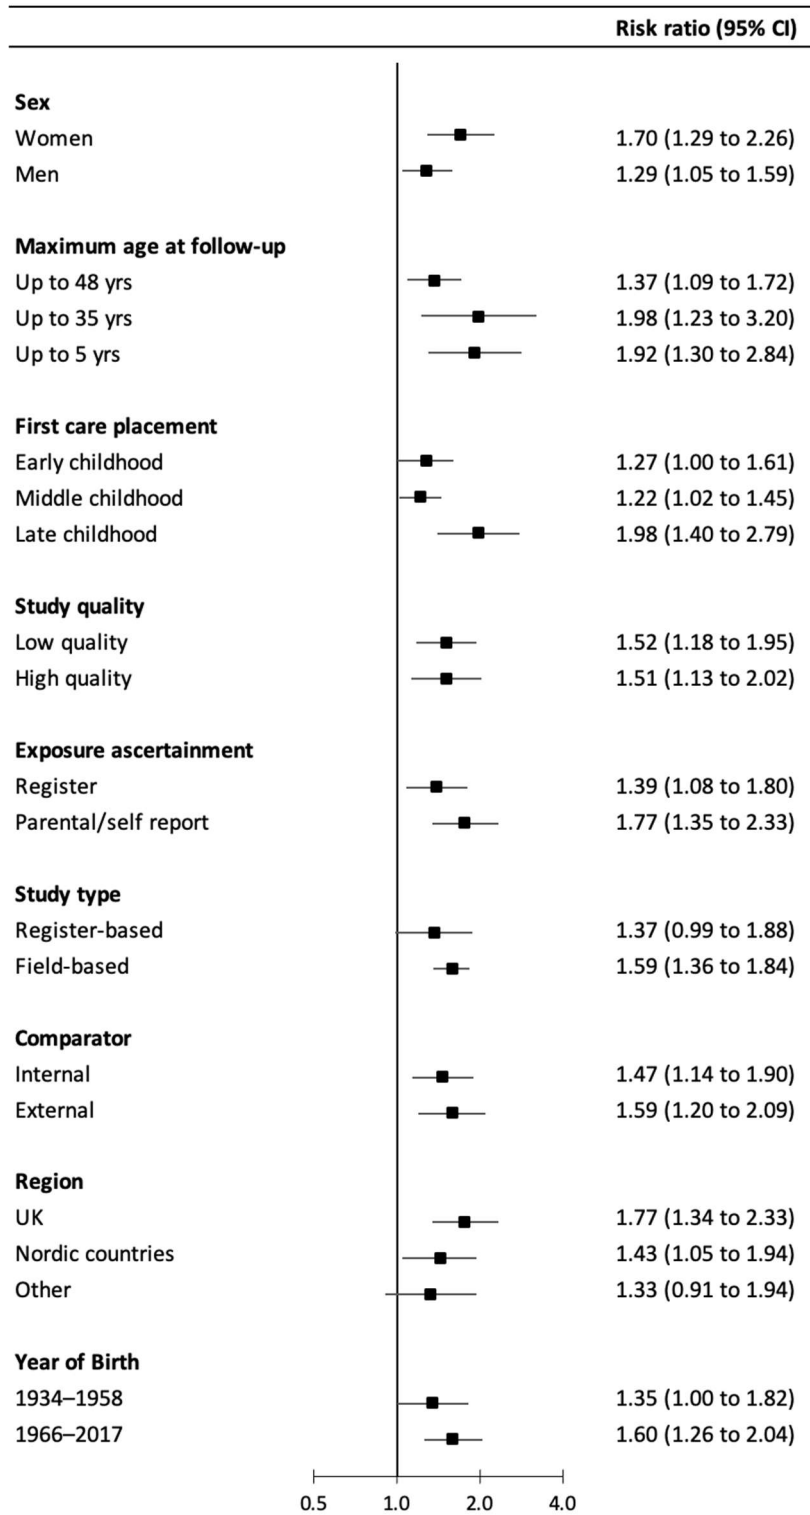 Risk ratio (95% CI)
Sex
Women 1.70 (1.29 to 2.26)
Men 1.29 (1.05 to 1.59)
Maximum age at follow-up
Up to 48 yrs 1.37 (1.09 to 1.72)
Up to 35 yrs 1.98 (1.23 to 3.20)
Up to 5 yrs 1.92 (1.30 to 2.84)
First care placement
Early childhood 1.27 (1.00 to 1.61)
Middle childhood 1.22 (1.02 to 1.45)
Late childhood 1.98 (1.40 to 2.79)
Study quality
Low quality 1.52 (1.18 to 1.95)
High quality 1.51 (1.13 to 2.02)
Exposure ascertainment
Register 1.39 (1.08 to 1.80)
Parental/self report 1.77 (1.35 to 2.33)
Study type
Register-based 1.37 (0.99 to 1.88)
Field-based 1.59 (1.36 to 1.84)
Comparator
Internal 1.47 (1.14 to 1.90)
External 1.59 (1.20 to 2.09)
Region
UK 1.77 (1.34 to 2.33)
Nordic countries 1.43 (1.05 to 1.94)
Other 1.33 (0.91 to 1.94)
Year of Birth
1934–1958 1.35 (1.00 to 1.82)
1966–2017 1.60 (1.26 to 2.04)
0.5 1.0 2.0 4.0